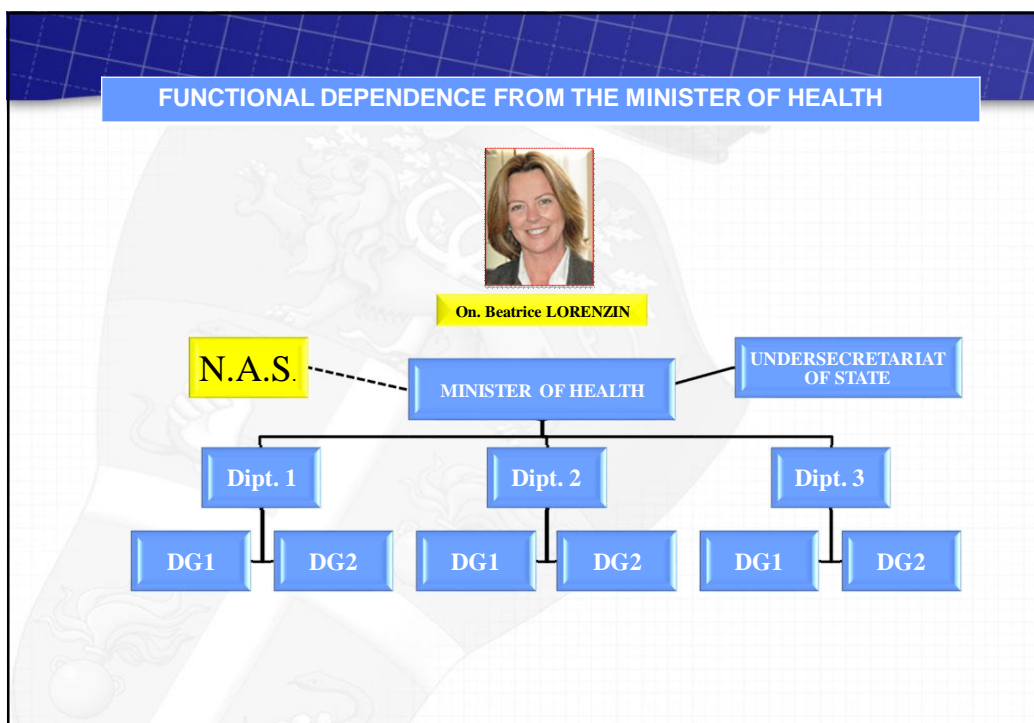 FUNCTIONAL DEPENDENCE FROM THE MINISTER OF HEALTH
On. Beatrice LORENZIN
N.A.S.
MINISTER OF HEALTH
UNDERSECRETARIAT
OF STATE
Dipt. 1
Dipt. 2
Dipt. 3
DG1
DG2
DG1
DG2
DG1
DG2